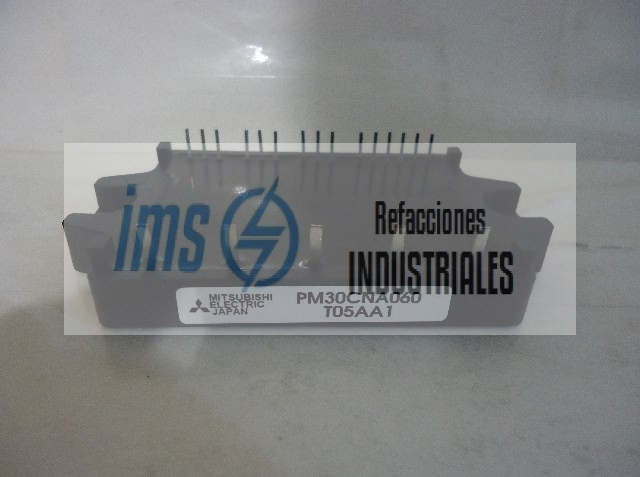 ims
Refacciones
INDUSTRIALES
MITSUBISHI
ELECTRIC
JAPAN
PM30CNA060
T05AA1